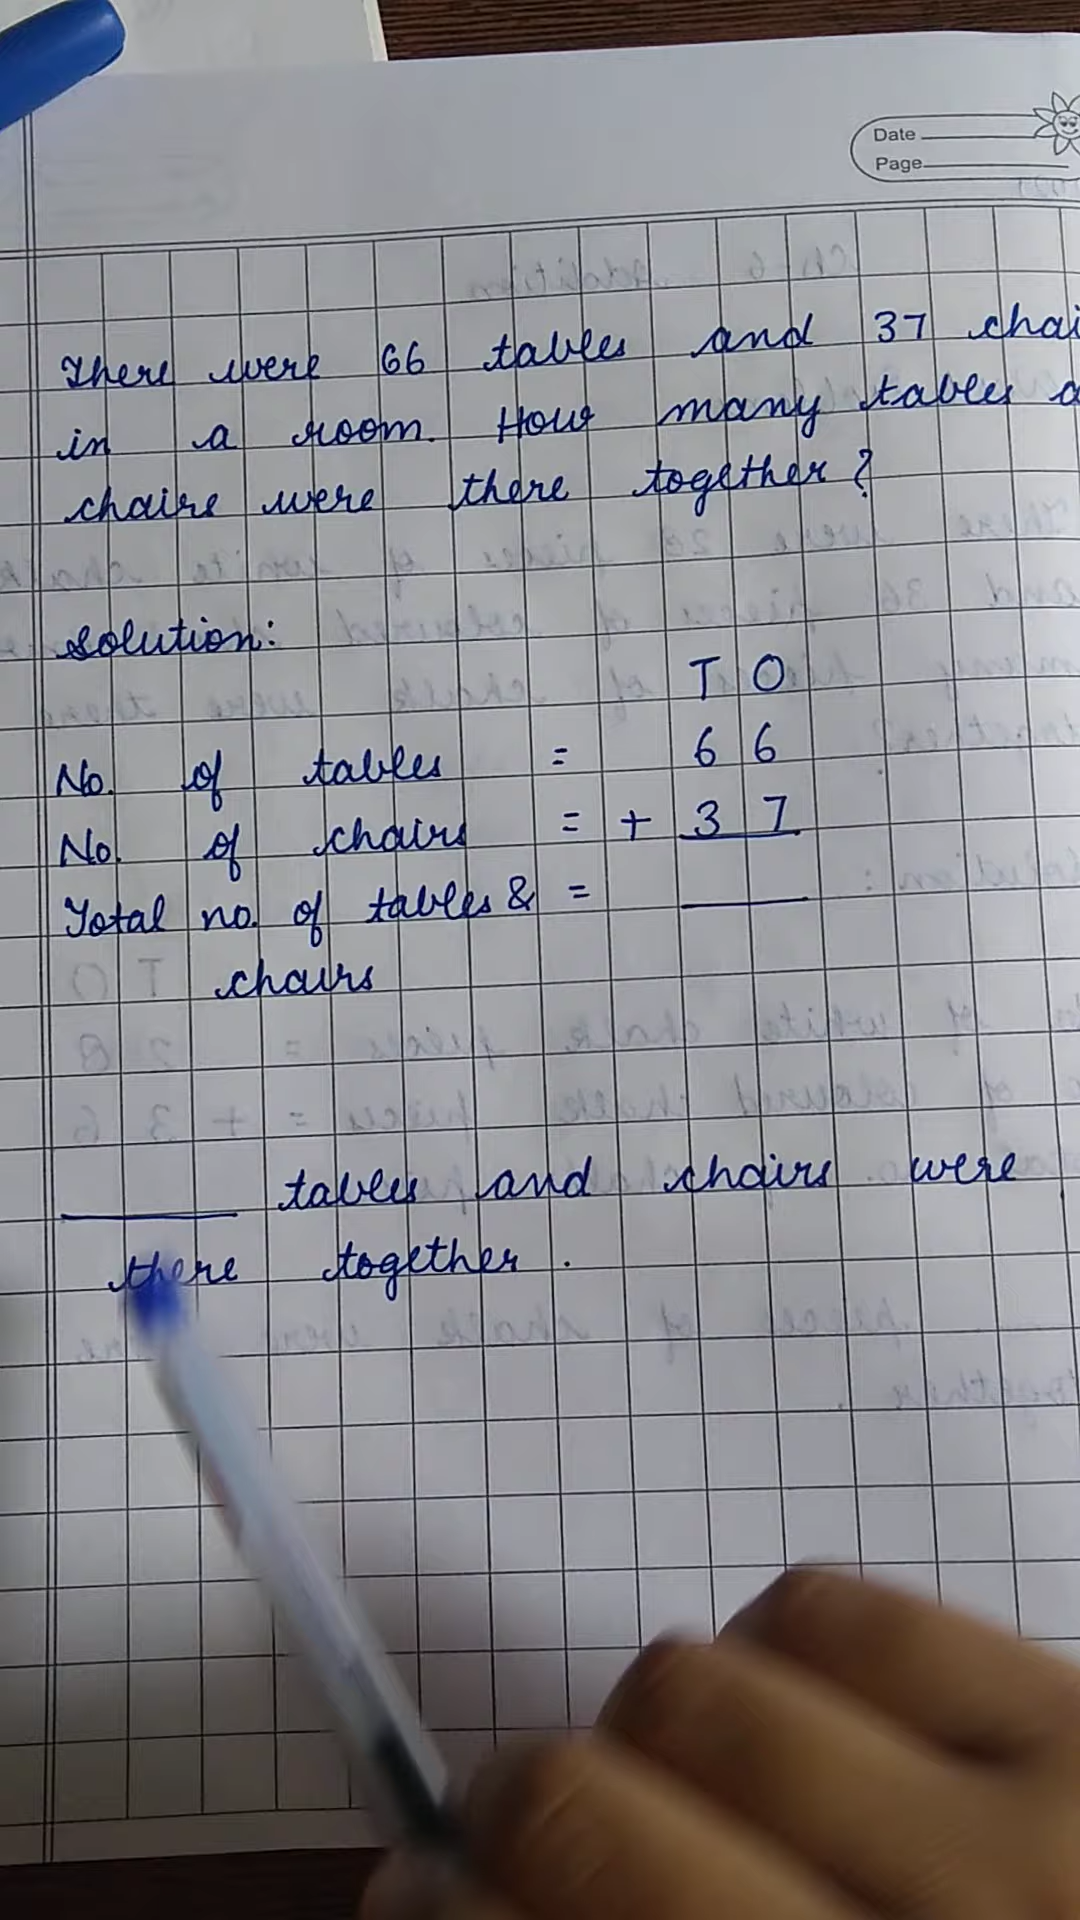 Date
Page
There were 66 tables and 37 chai
in a room. How many tables a
chairs were there together?
Solution:
T O
No. of tables = 6 6
No. of chairs = + 3 7
Total no. of tables & =
chairs
tables and chairs were
there together.